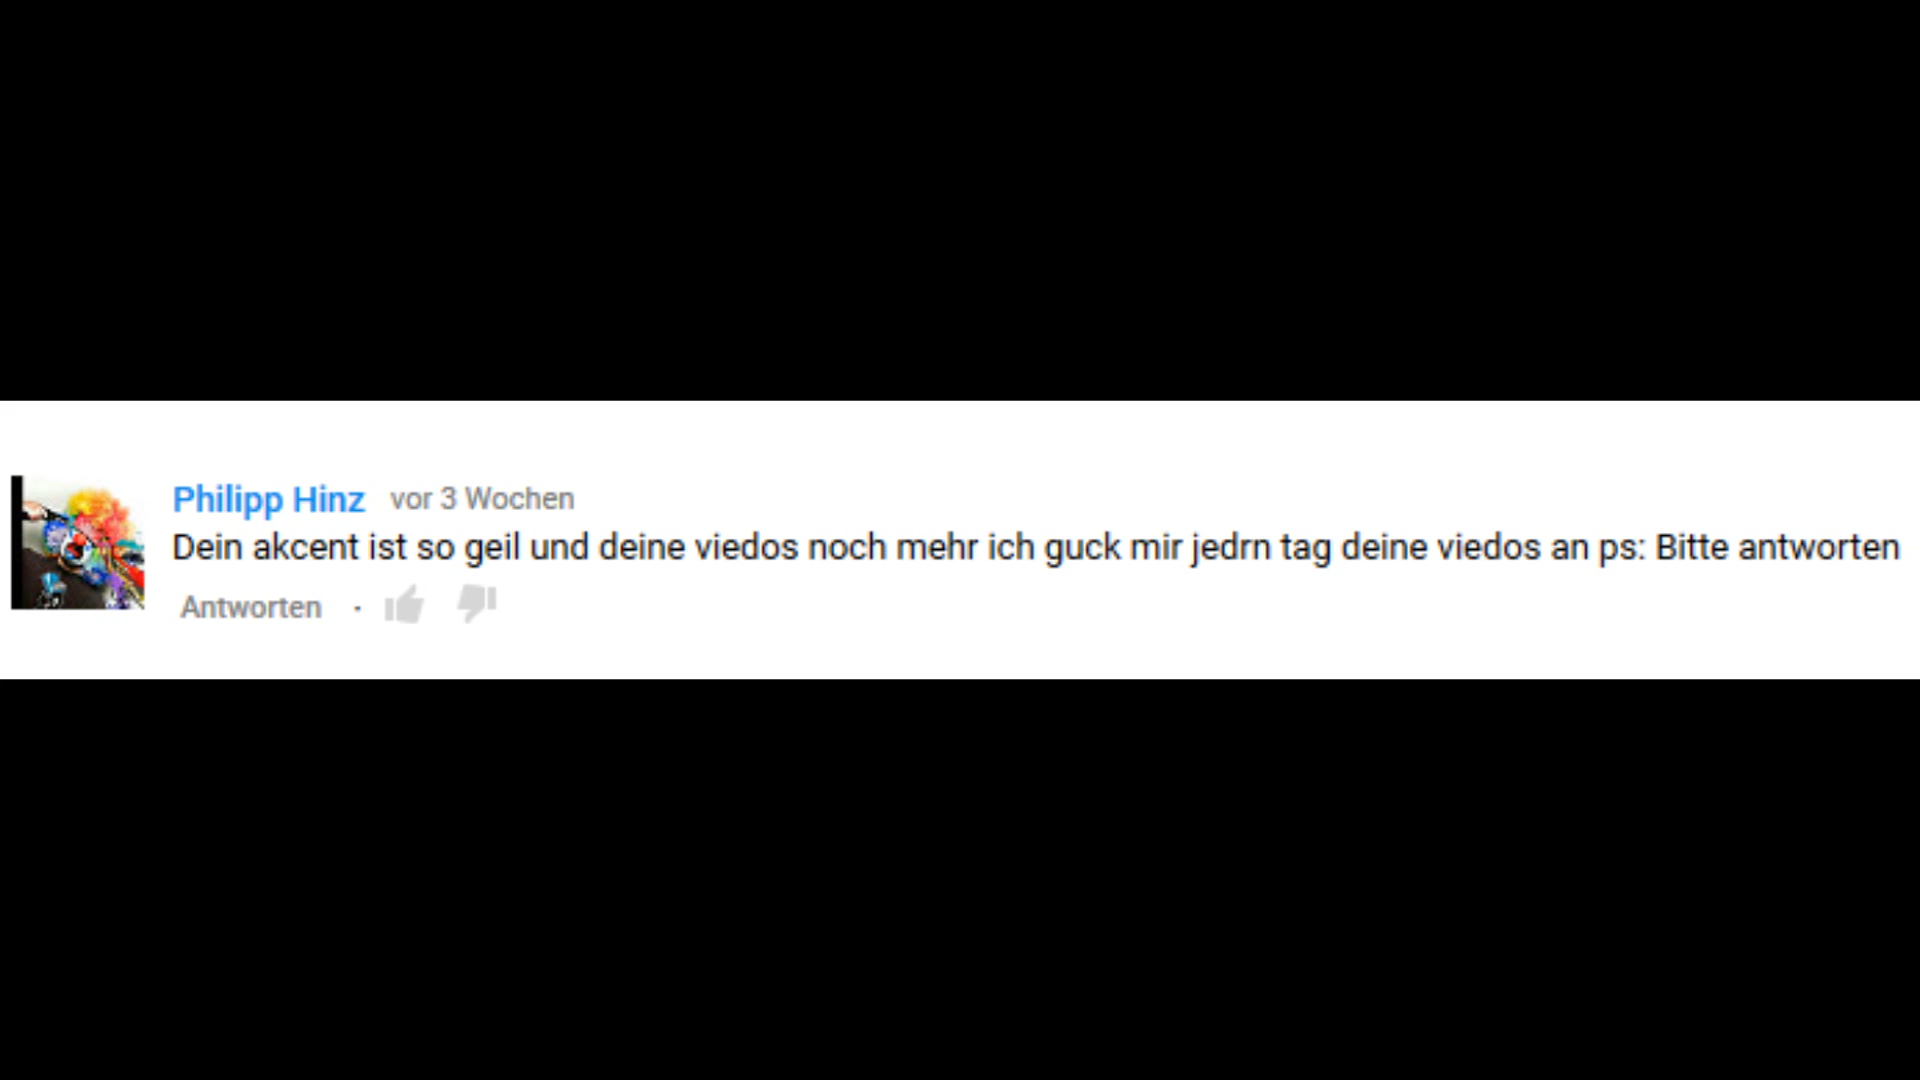 Philipp Hinz vor 3 Wochen
Dein akcent ist so geil und deine viedos noch mehr ich guck mir jedrn tag deine viedos an ps: Bitte antworten
Antworten ·